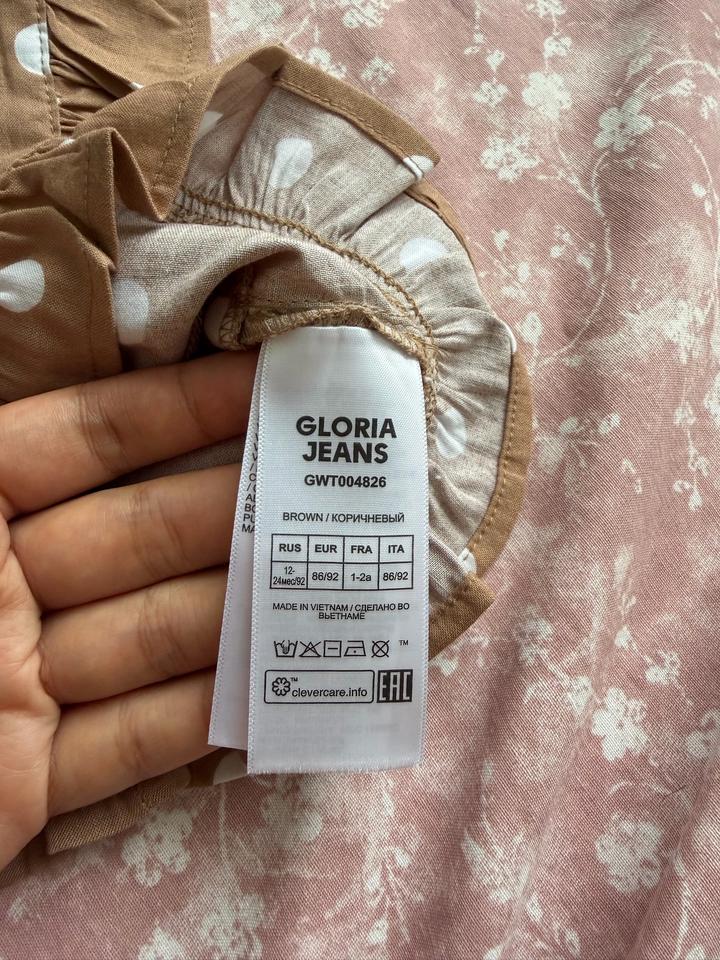 GLORIA
JEANS
GWT004826
BROWN / КОРИЧНЕВЫЙ
RUS EUR FRA ITA
12-
24мес/92 86/92 1-2a 86/92
MADE IN VIETNAM / СДЕЛАНО ВО
ВЬЕТНАМЕ
TM
TM clevercare.info EAC